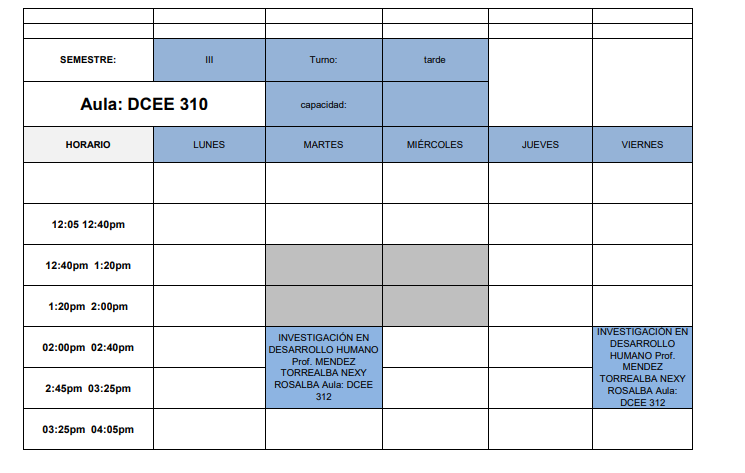 SEMESTRE: III Turno: tarde
Aula: DCEE 310 capacidad:
HORARIO LUNES MARTES MIÉRCOLES JUEVES VIERNES
12:05 12:40pm
12:40pm 1:20pm
1:20pm 2:00pm
02:00pm 02:40pm
2:45pm 03:25pm
03:25pm 04:05pm
INVESTIGACIÓN EN
DESARROLLO HUMANO
Prof. MENDEZ
TORREALBA NEXY
ROSALBA Aula: DCEE
312
INVESTIGACIÓN EN
DESARROLLO
HUMANO Prof.
MENDEZ
TORREALBA NEXY
ROSALBA Aula:
DCEE 312